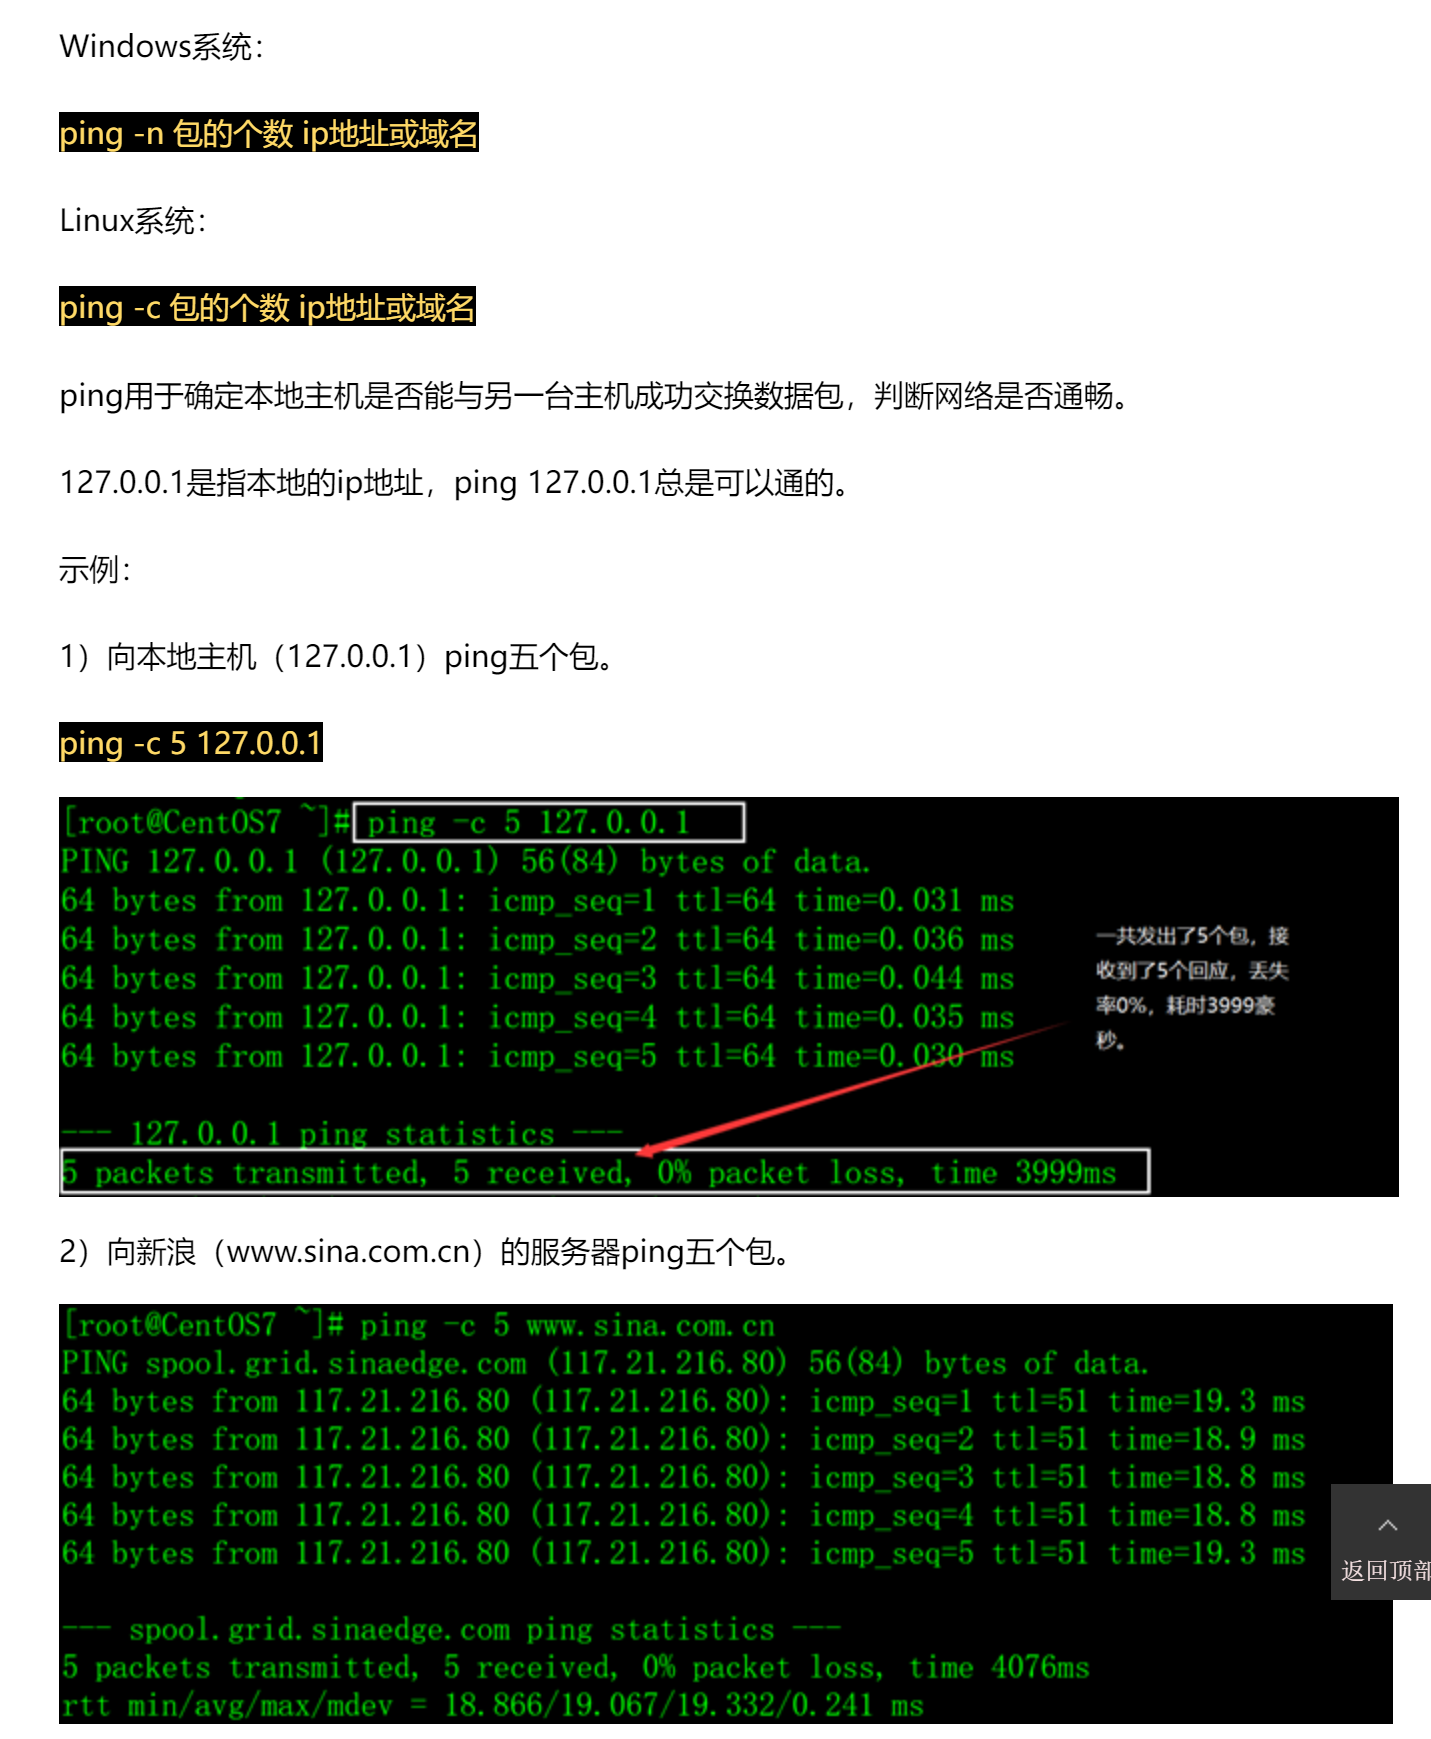 Windows系统：
ping -n 包的个数 ip地址或域名
Linux系统：
ping -c 包的个数 ip地址或域名
ping用于确定本地主机是否能与另一台主机成功交换数据包，判断网络是否通畅。
127.0.0.1是指本地的ip地址，ping 127.0.0.1总是可以通的。
示例：
1）向本地主机（127.0.0.1）ping五个包。
ping -c 5 127.0.0.1
[root@CentOS7 ~]# ping -c 5 127.0.0.1
PING 127.0.0.1 (127.0.0.1) 56(84) bytes of data.
64 bytes from 127.0.0.1: icmp_seq=1 ttl=64 time=0.031 ms
64 bytes from 127.0.0.1: icmp_seq=2 ttl=64 time=0.036 ms
64 bytes from 127.0.0.1: icmp_seq=3 ttl=64 time=0.044 ms
64 bytes from 127.0.0.1: icmp_seq=4 ttl=64 time=0.035 ms
64 bytes from 127.0.0.1: icmp_seq=5 ttl=64 time=0.030 ms
一共发出了5个包，接
收到了5个回应，丢失
率0%，耗时3999豪
秒。
--- 127.0.0.1 ping statistics ---
5 packets transmitted, 5 received, 0% packet loss, time 3999ms
2）向新浪（www.sina.com.cn）的服务器ping五个包。
[root@CentOS7 ~]# ping -c 5 www.sina.com.cn
PING spool.grid.sinaedge.com (117.21.216.80) 56(84) bytes of data.
64 bytes from 117.21.216.80 (117.21.216.80): icmp_seq=1 ttl=51 time=19.3 ms
64 bytes from 117.21.216.80 (117.21.216.80): icmp_seq=2 ttl=51 time=18.9 ms
64 bytes from 117.21.216.80 (117.21.216.80): icmp_seq=3 ttl=51 time=18.8 ms
64 bytes from 117.21.216.80 (117.21.216.80): icmp_seq=4 ttl=51 time=18.8 ms
64 bytes from 117.21.216.80 (117.21.216.80): icmp_seq=5 ttl=51 time=19.3 ms
返回顶部
--- spool.grid.sinaedge.com ping statistics ---
5 packets transmitted, 5 received, 0% packet loss, time 4076ms
rtt min/avg/max/mdev = 18.866/19.067/19.332/0.241 ms